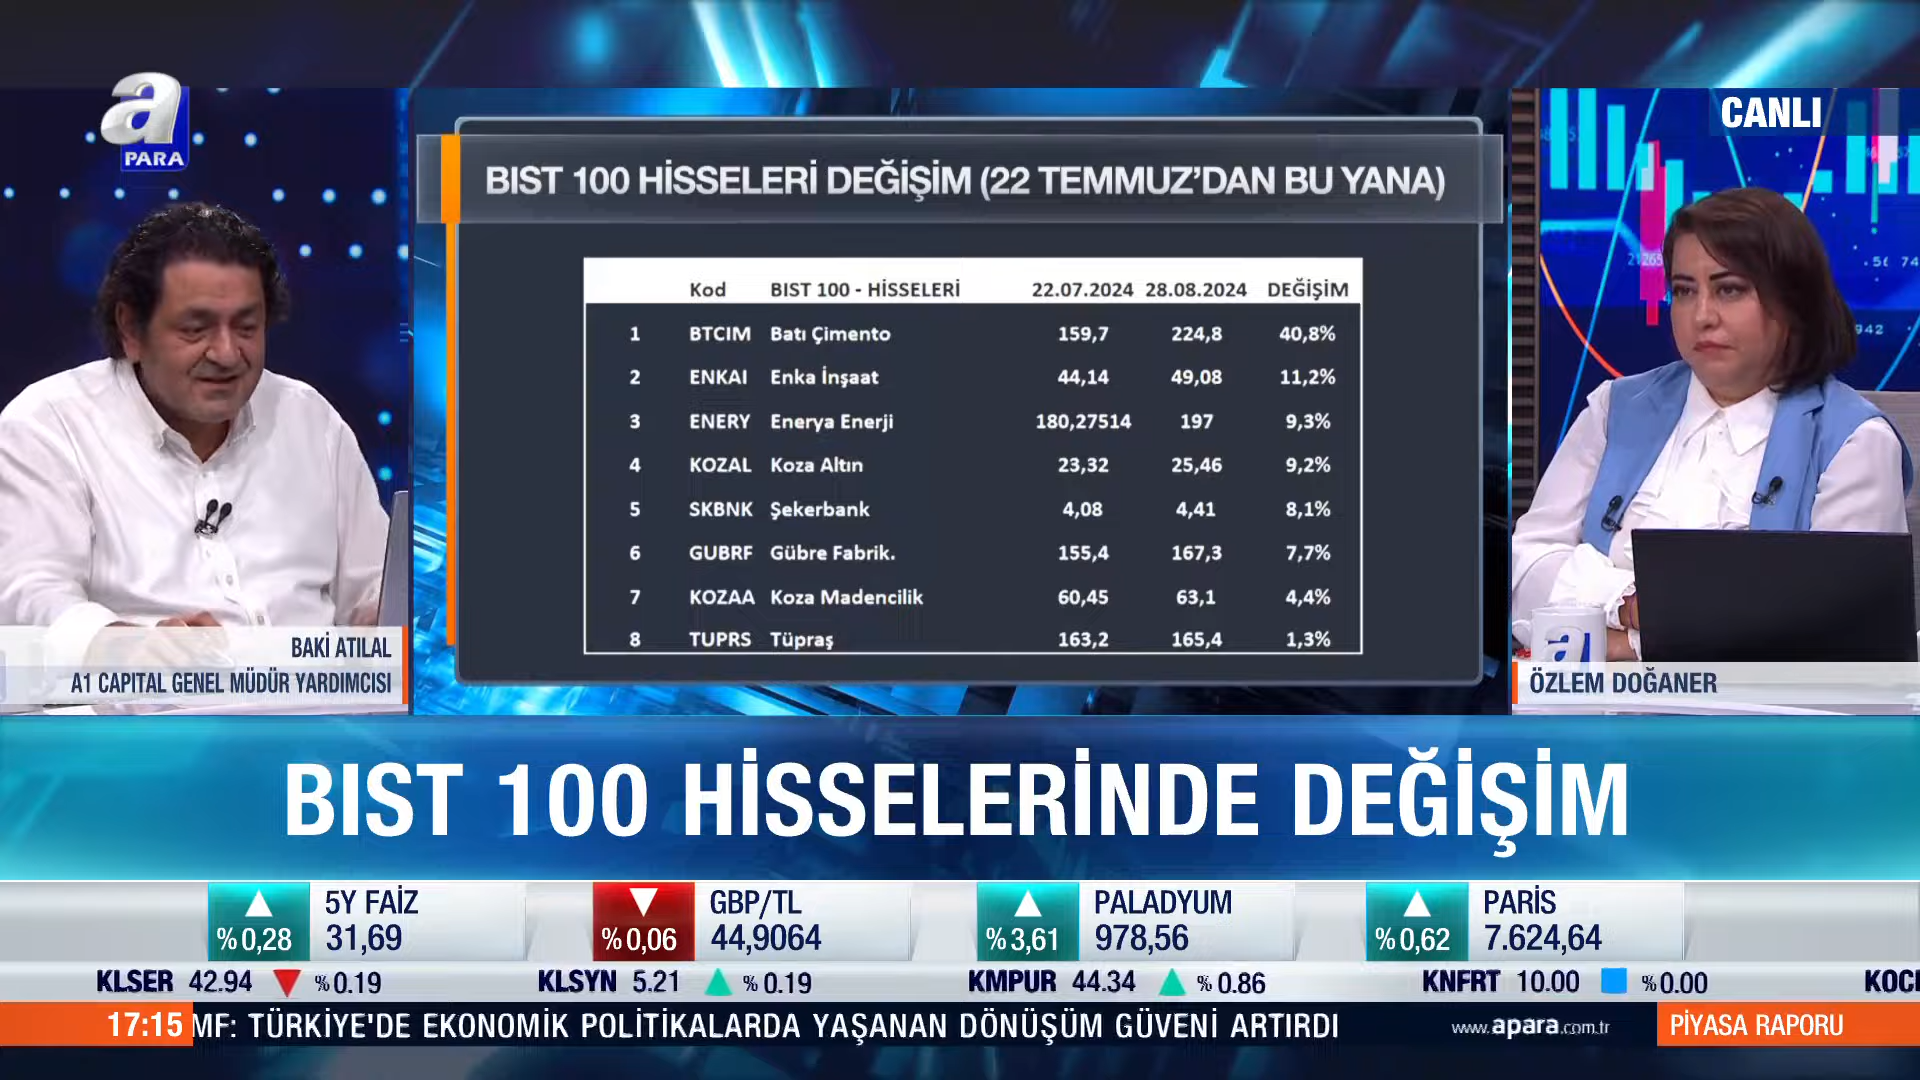 a
PARA
CANLI
BIST 100 HİSSELERİ DEĞİŞİM (22 TEMMUZ'DAN BU YANA)
Kod BIST 100 - HİSSELERİ 22.07.2024 28.08.2024 DEĞİŞİM
1 BTCIM Batı Çimento 159,7 224,8 40,8%
2 ENKAI Enka İnşaat 44,14 49,08 11,2%
3 ENERY Enerya Enerji 180,27514 197 9,3%
4 KOZAL Koza Altın 23,32 25,46 9,2%
5 SKBNK Şekerbank 4,08 4,41 8,1%
6 GUBRF Gübre Fabrik. 155,4 167,3 7,7%
7 KOZAA Koza Madencilik 60,45 63,1 4,4%
8 TUPRS Tüpraş 163,2 165,4 1,3%
BAKİ ATILAL
A1 CAPITAL GENEL MÜDÜR YARDIMCISI
a
ÖZLEM DOĞANER
BIST 100 HİSSELERİNDE DEĞİŞİM
%0,28 5Y FAİZ 31,69
%0,06 GBP/TL 44,9064
%3,61 PALADYUM 978,56
%0,62 PARİS 7.624,64
KLSER 42.94 %0.19 KLSYN 5.21 %0.19 KMPUR 44.34 %0.86 KNFRT 10.00 %0.00
17:15 MF: TÜRKİYE'DE EKONOMİK POLİTİKALARDA YAŞANAN DÖNÜŞÜM GÜVENİ ARTIRDI www.apara.com.tr PİYASA RAPORU